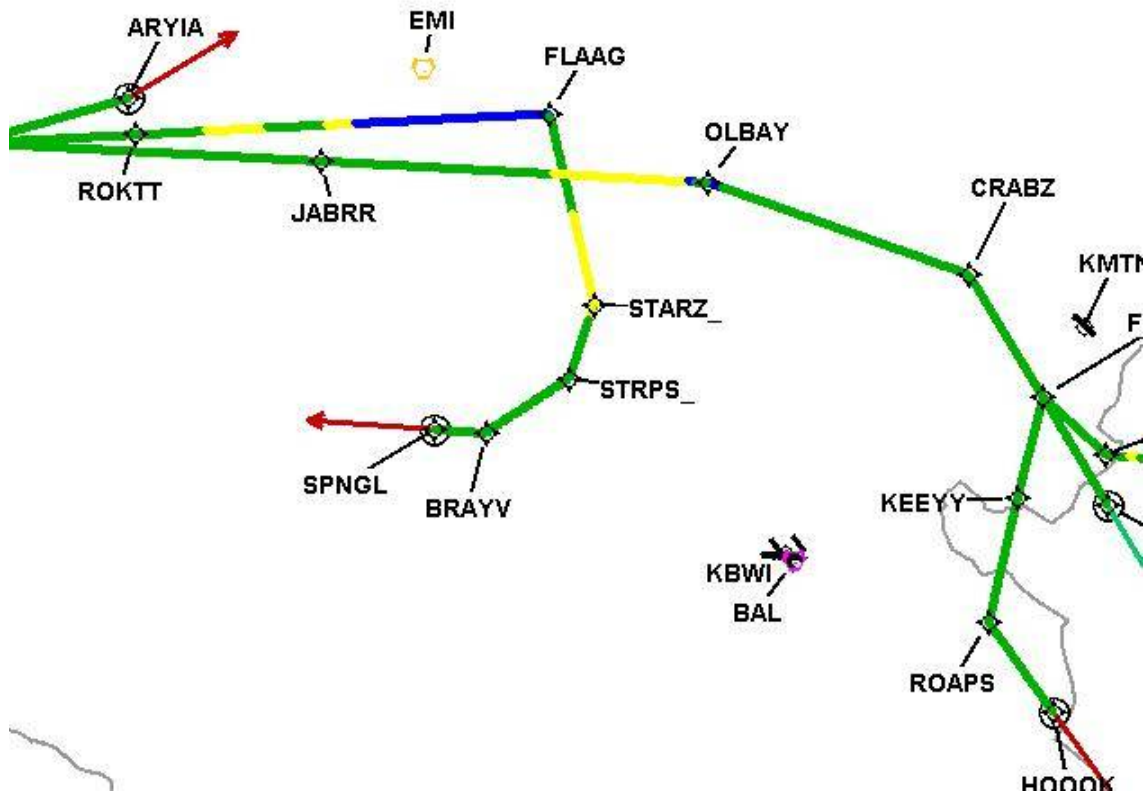 ARYIA
EMI
FLAAG
OLBAY
ROKTT
JABRR
CRABZ
KMTN
STARZ_
F
STRPS_
SPNGL
BRAYV
KEEYY
KBWI
BAL
ROAPS
HOOOK